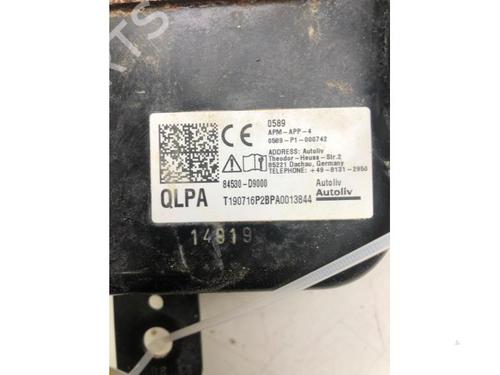 PARTS
0589
APM-APP-4
0589-P1-000742
ADDRESS: Autoliv
Theodor-Heuss-Str.2
85221 Dachau, Germany
TELEPHONE: +49-8131-2950
84530-D9000
QLPA
T190716P2BPA0013844
Autoliv
Autoliv
14819